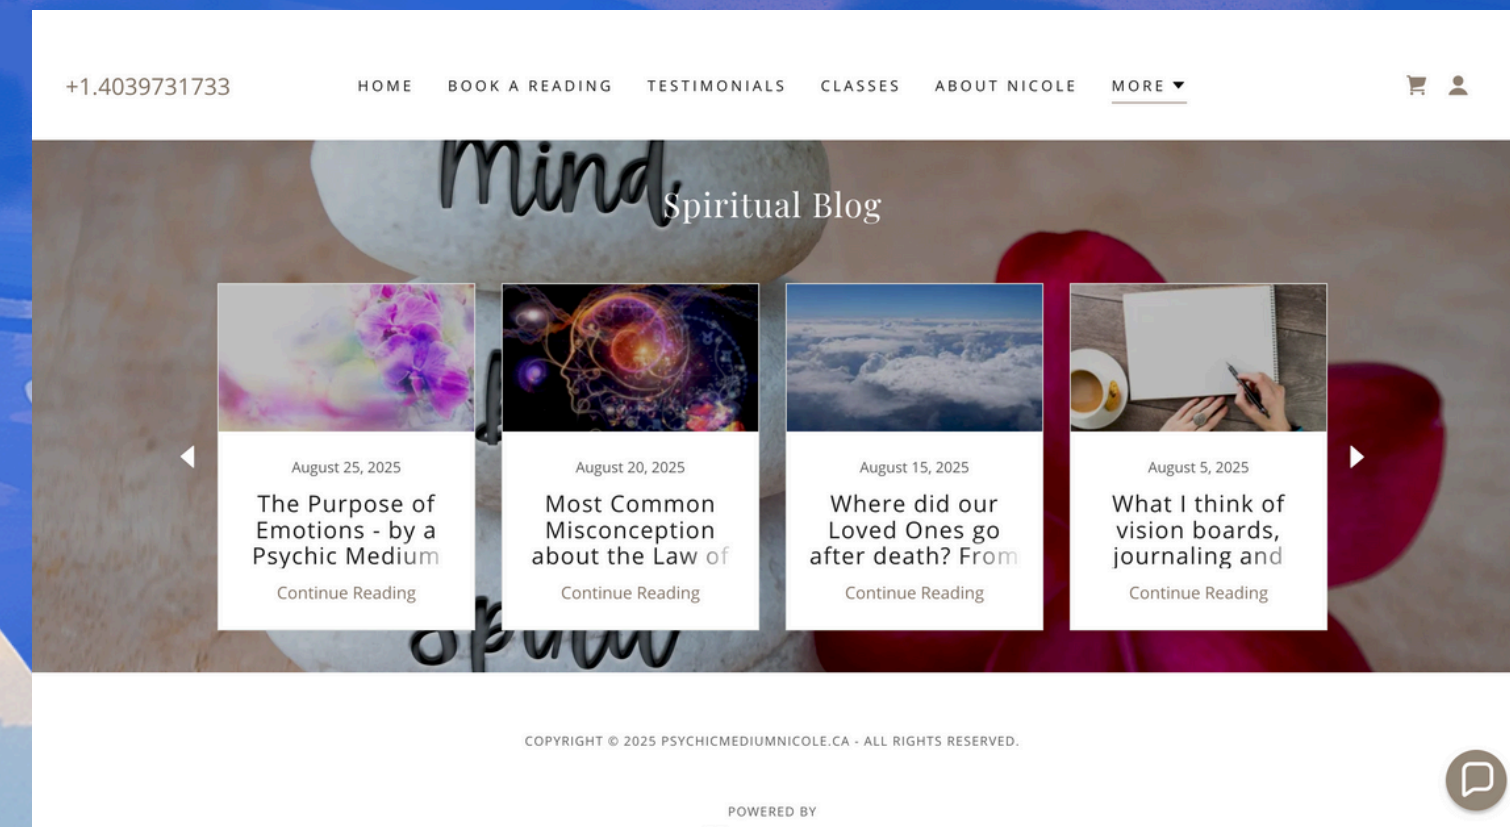 +1.4039731733
HOME BOOK A READING TESTIMONIALS CLASSES ABOUT NICOLE MORE
Mind
Spiritual Blog
August 25, 2025
The Purpose of
Emotions - by a
Psychic Medium
Continue Reading
August 20, 2025
Most Common
Misconception
about the Law of
Continue Reading
August 15, 2025
Where did our
Loved Ones go
after death? From
Continue Reading
August 5, 2025
What I think of
vision boards,
journaling and
Continue Reading
Spirit
COPYRIGHT © 2025 PSYCHICMEDIUMNICOLE.CA - ALL RIGHTS RESERVED.
POWERED BY